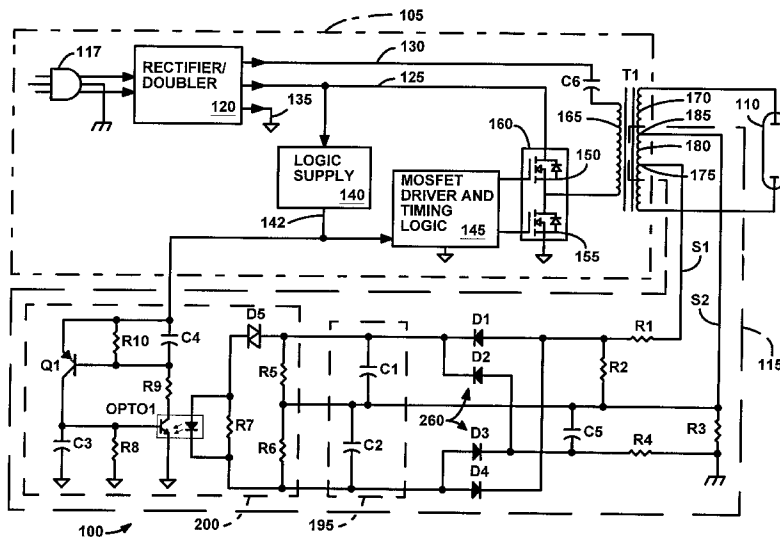 105
117
RECTIFIER/
DOUBLER
120
130
125
135
C6
T1
165
170
185
180
175
110
160
150
155
LOGIC
SUPPLY
140
142
MOSFET
DRIVER AND
TIMING
LOGIC
145
S1
S2
115
D5
D1
D2
D3
D4
260
R1
R2
R3
R4
R5
R6
R7
R8
R9
R10
C1
C2
C3
C4
C5
Q1
OPTO1
100
200
195